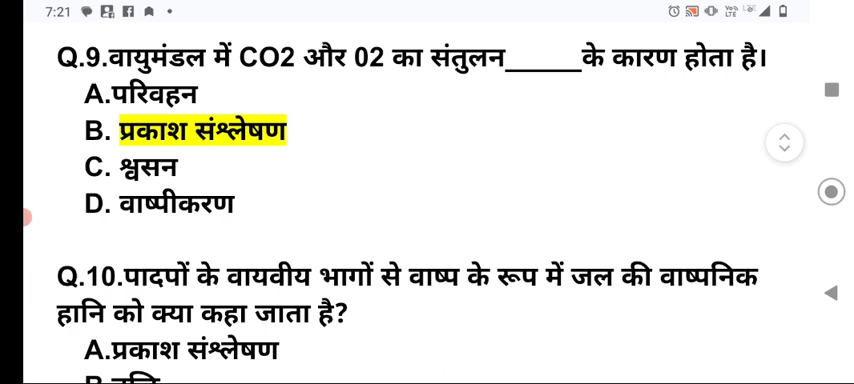 7:21
Q.9.वायुमंडल में CO2 और 02 का संतुलन______के कारण होता है।
A.परिवहन
B. प्रकाश संश्लेषण
C. श्वसन
D. वाष्पीकरण
Q.10.पादपों के वायवीय भागों से वाष्प के रूप में जल की वाष्पनिक
हानि को क्या कहा जाता है?
A.प्रकाश संश्लेषण